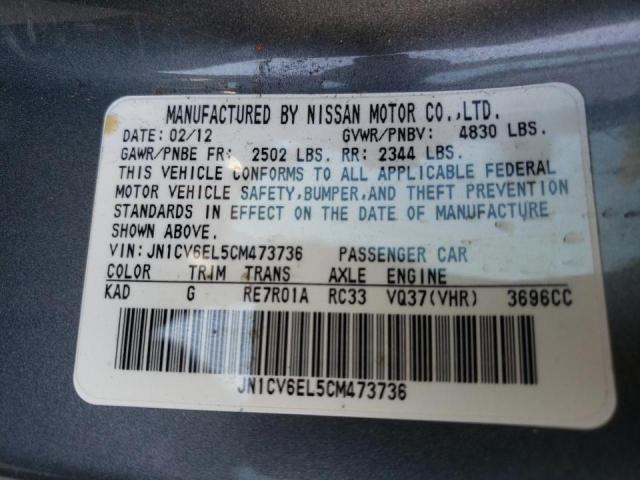 MANUFACTURED BY NISSAN MOTOR CO.,LTD.
DATE: 02/12 GVWR/PNBV: 4830 LBS.
GAWR/PNBE FR: 2502 LBS. RR: 2344 LBS.
THIS VEHICLE CONFORMS TO ALL APPLICABLE FEDERAL
MOTOR VEHICLE SAFETY,BUMPER,AND THEFT PREVENTION
STANDARDS IN EFFECT ON THE DATE OF MANUFACTURE
SHOWN ABOVE.
VIN:JN1CV6EL5CM473736 PASSENGER CAR
COLOR TRIM TRANS AXLE ENGINE
KAD G RE7R01A RC33 VQ37(VHR) 3696CC
JN1CV6EL5CM473736